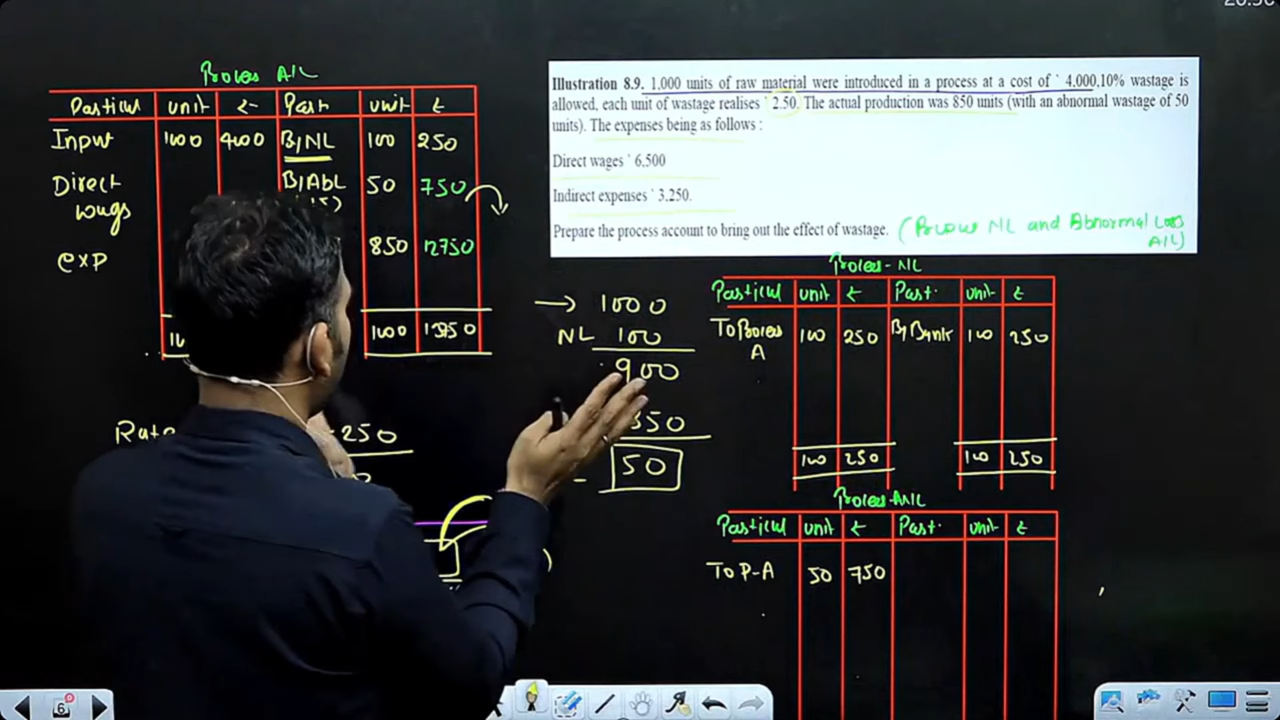 Process A/C
Particul unit ₹ Part unit ₹
Input 1000 4000 By NL 100 250
Direct wages By AbL 50 750
exp 850 12750
1000
Rate 250
Illustration 8.9. 1,000 units of raw material were introduced in a process at a cost of ` 4,000.10% wastage is
allowed, each unit of wastage realises ` 2.50. The actual production was 850 units (with an abnormal wastage of 50
units). The expenses being as follows :
Direct wages ` 6,500
Indirect expenses ` 3,250.
Prepare the process account to bring out the effect of wastage. (Process NL and Abnormal Loss
A/C)
→ 1000
NL 100
900
850
50
Process-NL
Particul unit ₹ Part. unit ₹
To Process A 100 250 By Bank 100 250
100 250 100 250
Process-ANL
Particul unit ₹ Part. unit ₹
To P-A 50 750
6